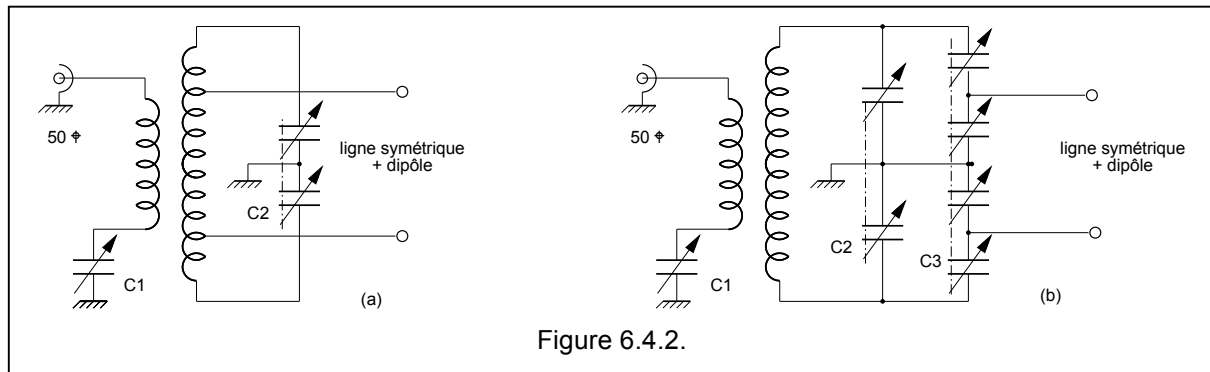 50 ⌽
C1
C2
ligne symétrique
+ dipôle
(a)
50 ⌽
C1
C2
C3
ligne symétrique
+ dipôle
(b)
Figure 6.4.2.